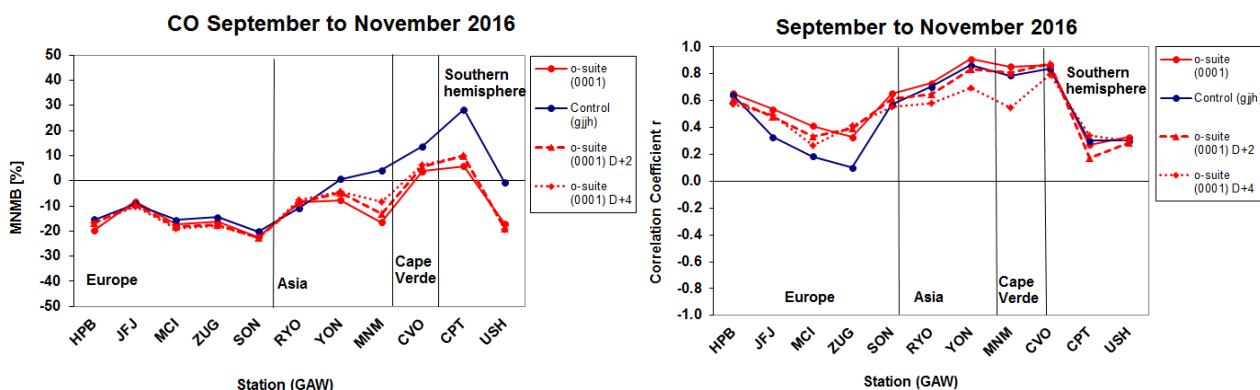 CO September to November 2016
MNMB [%]
50
40
30
20
10
0
-10
-20
-30
-40
-50
Europe
Asia
Cape
Verde
Southern
hemisphere
HPB
JFJ
MCI
ZUG
SON
RYO
YON
MNM
CVO
CPT
USH
Station (GAW)
o-suite
(0001)
Control
(gjjh)
o-suite
(0001) D+2
o-suite
(0001) D+4
September to November 2016
Correlation Coefficient r
1.0
0.8
0.6
0.4
0.2
0.0
-0.2
-0.4
-0.6
-0.8
-1.0
Europe
Asia
Cape
Verde
Southern
hemisphere
HPB
JFJ
MCI
ZUG
SON
RYO
YON
MNM
CVO
CPT
USH
Station (GAW)
o-suite
(0001)
Control (gjjh)
o-suite
(0001) D+2
o-suite
(0001) D+4